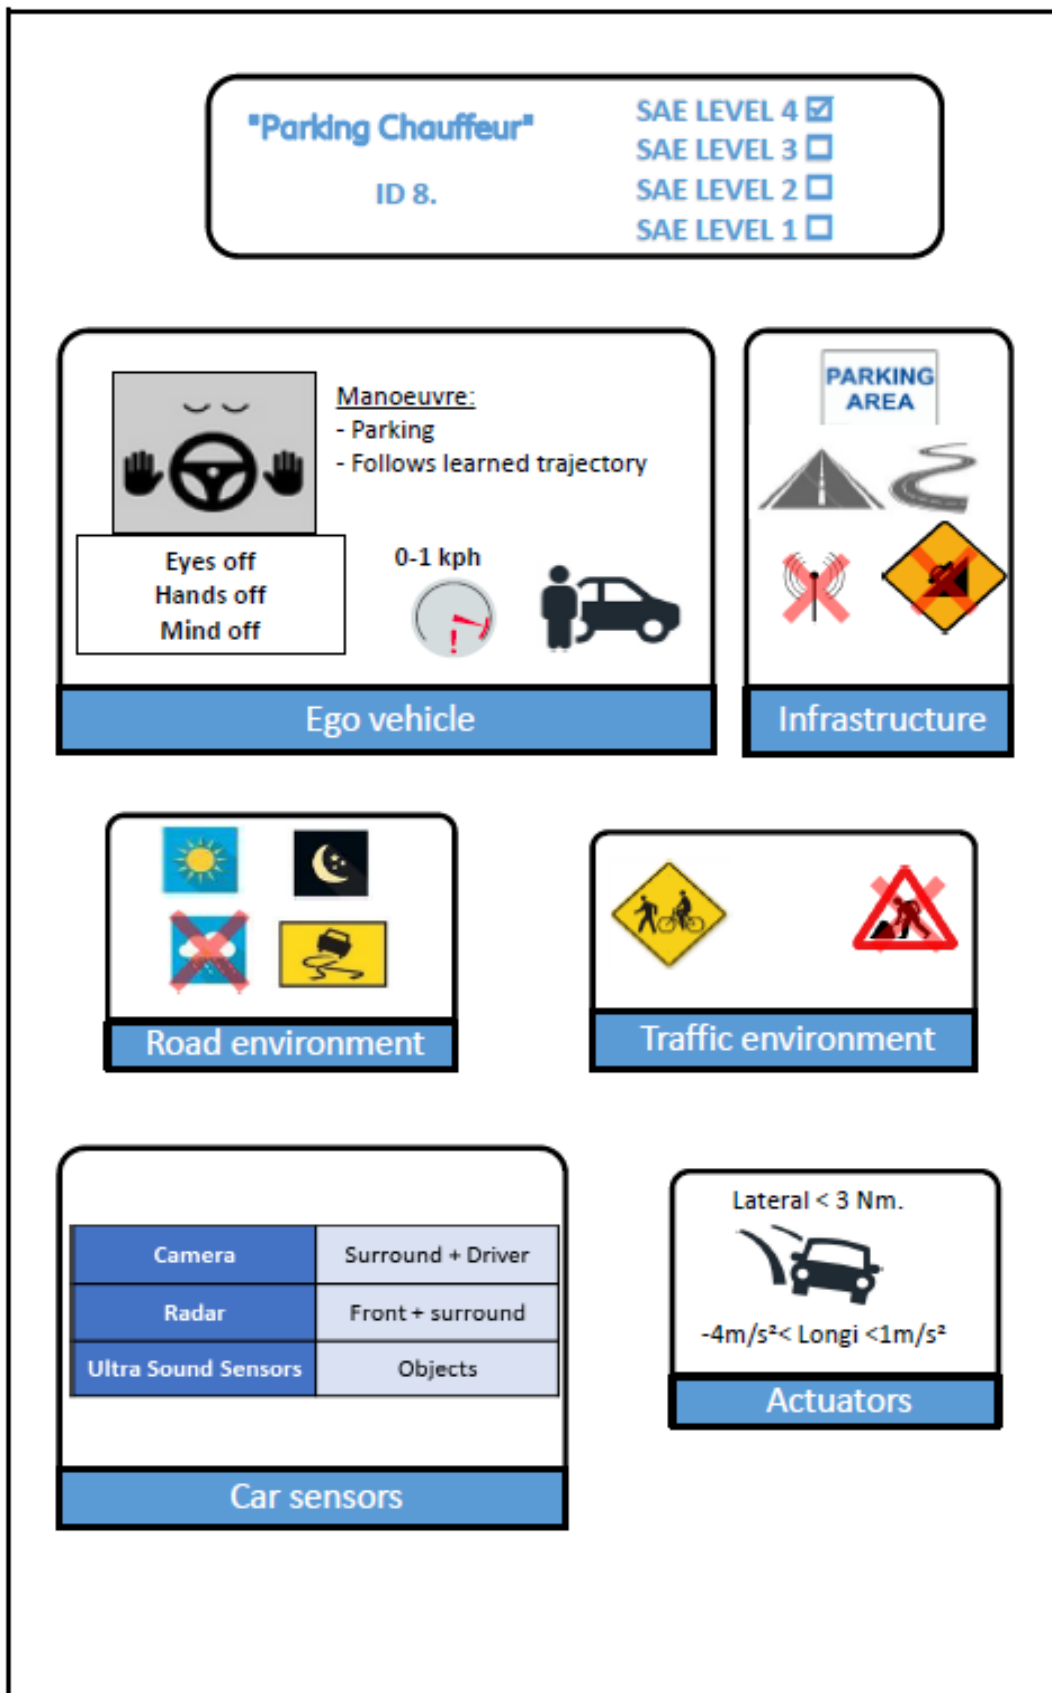 "Parking Chauffeur"
ID 8.
SAE LEVEL 4 ☑
SAE LEVEL 3 ☐
SAE LEVEL 2 ☐
SAE LEVEL 1 ☐
Manoeuvre:
- Parking
- Follows learned trajectory
Eyes off
Hands off
Mind off
0-1 kph
Ego vehicle
PARKING
AREA
Infrastructure
Road environment
Traffic environment
Camera Surround + Driver
Radar Front + surround
Ultra Sound Sensors Objects
Car sensors
Lateral < 3 Nm.
-4m/s²< Longi <1m/s²
Actuators